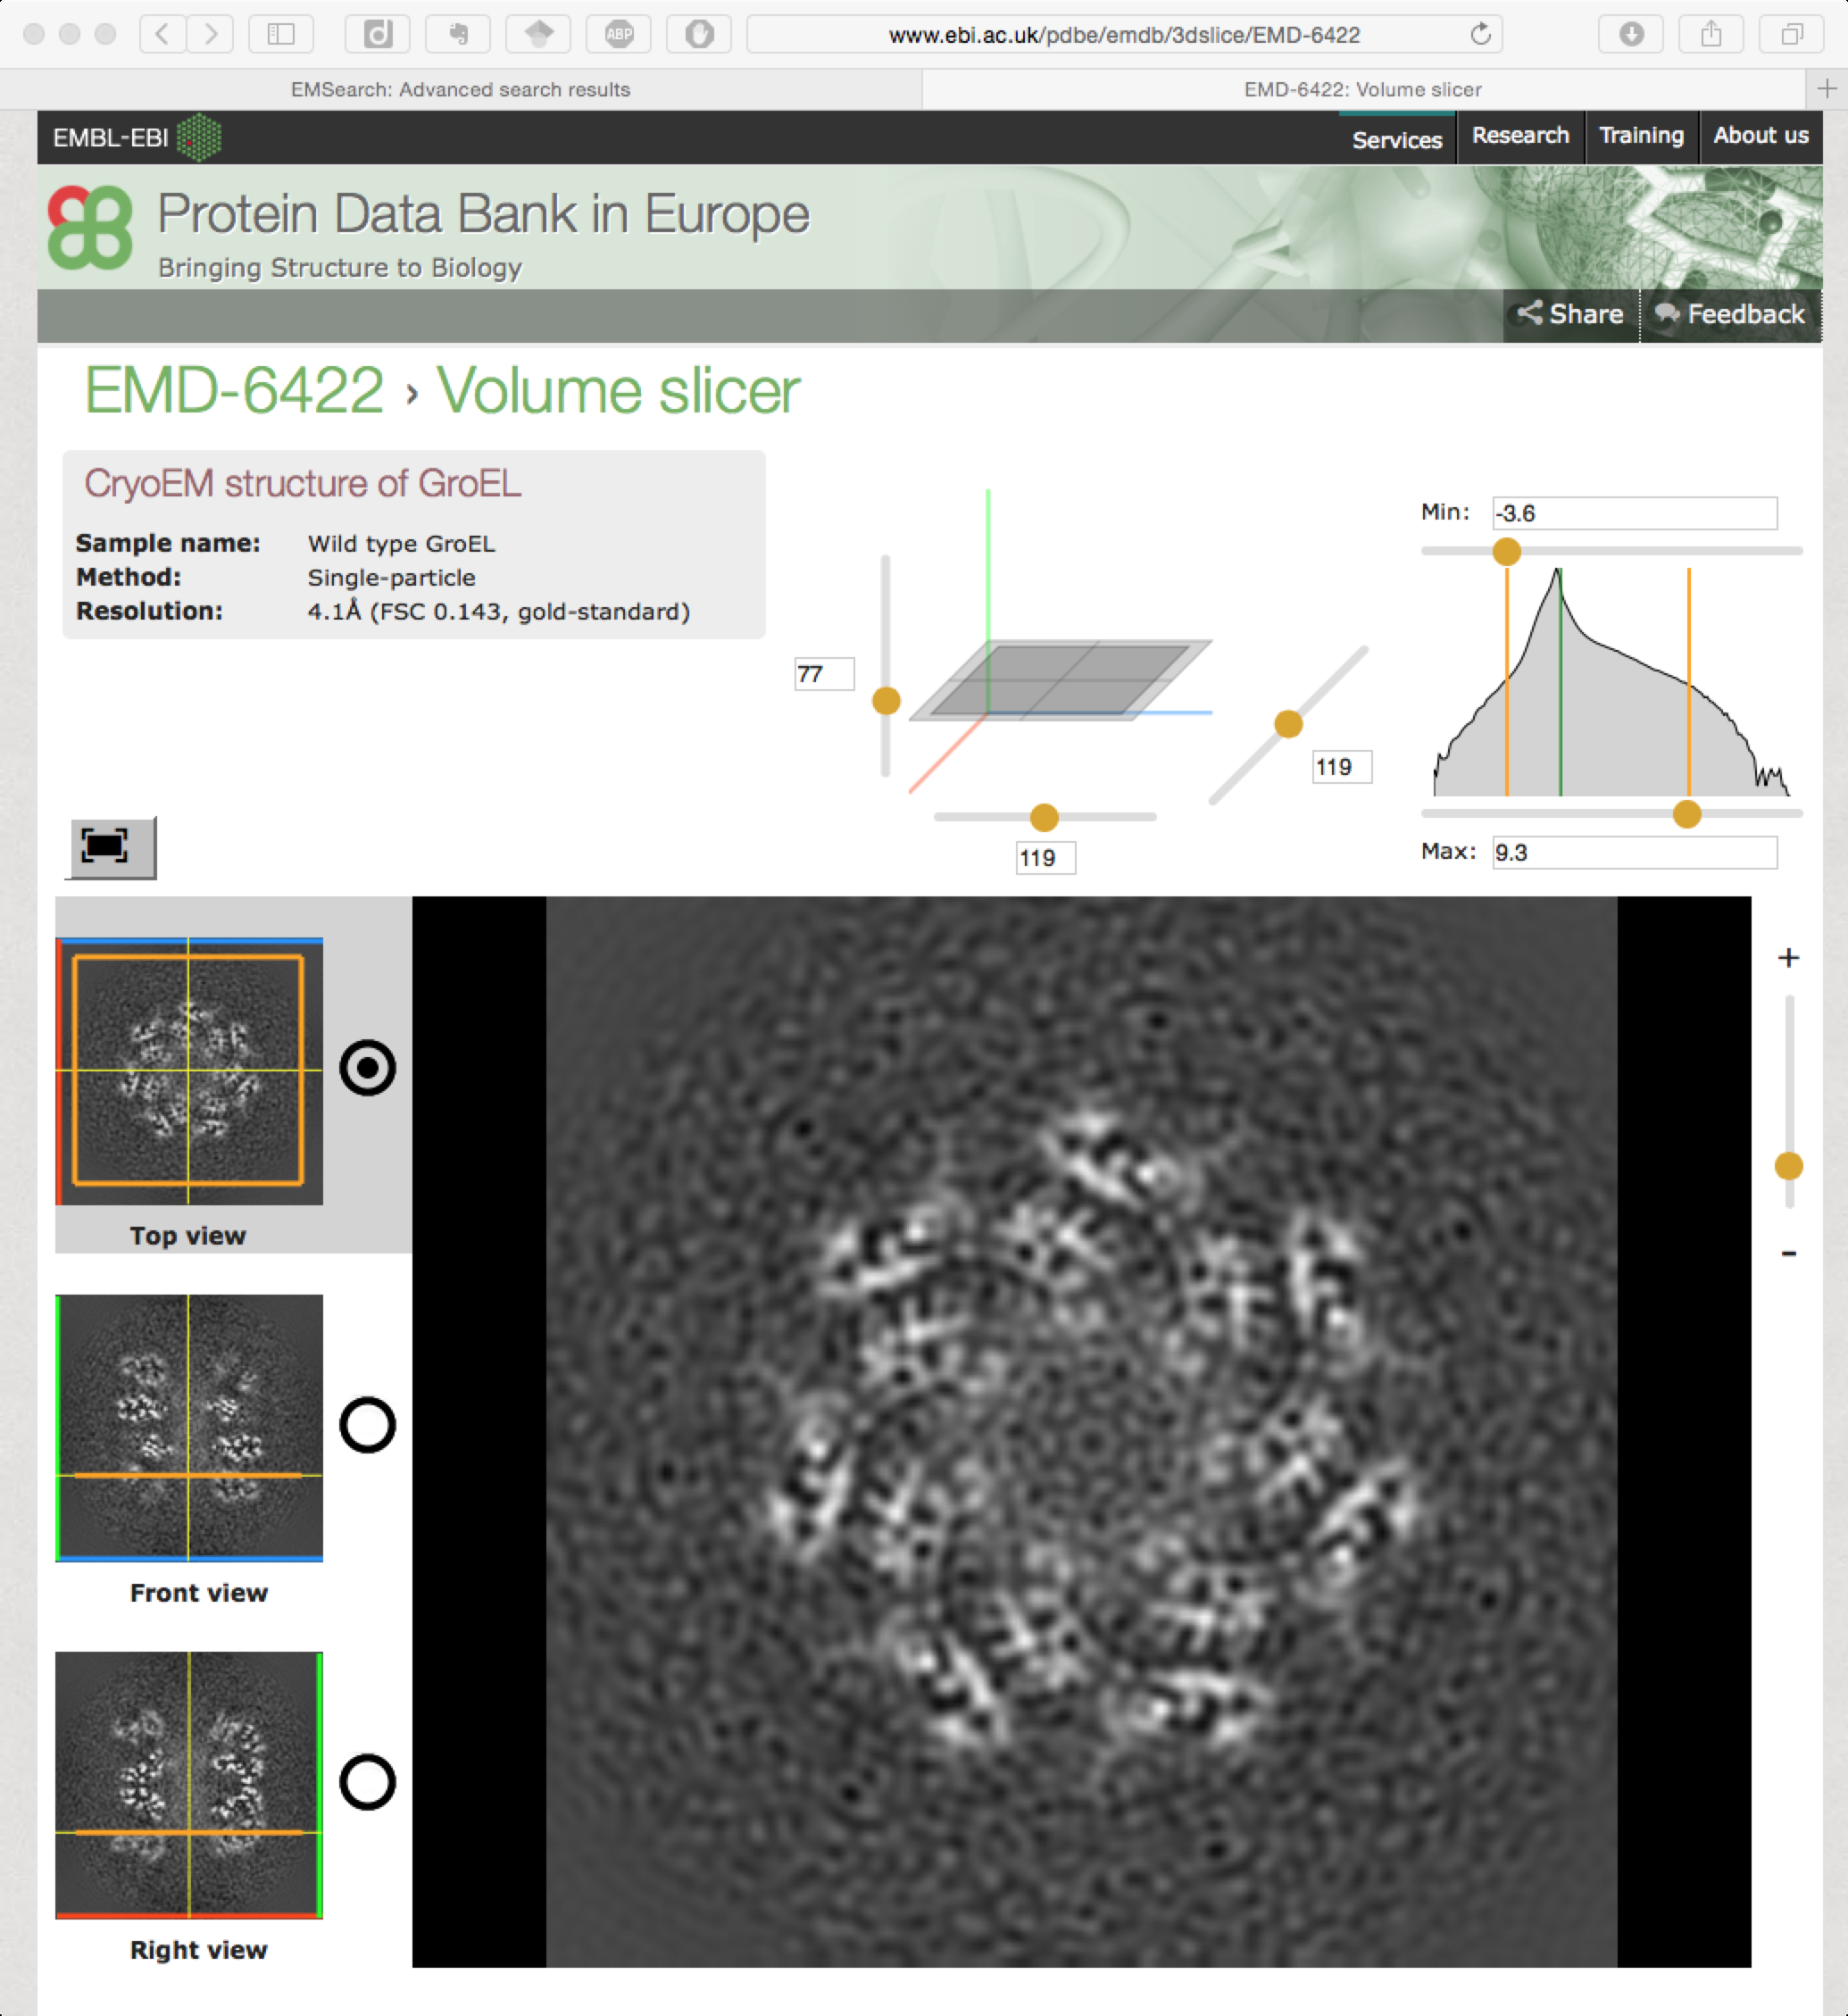 www.ebi.ac.uk/pdbe/emdb/3dslice/EMD-6422
ABP
EMSearch: Advanced search results
EMD-6422: Volume slicer
EMBL-EBI
Services
Research
Training
About us
Protein Data Bank in Europe
Bringing Structure to Biology
Share
Feedback
EMD-6422 › Volume slicer
CryoEM structure of GroEL
Sample name: Wild type GroEL
Method: Single-particle
Resolution: 4.1Å (FSC 0.143, gold-standard)
77
119
119
Min: -3.6
Max: 9.3
+
-
Top view
Front view
Right view